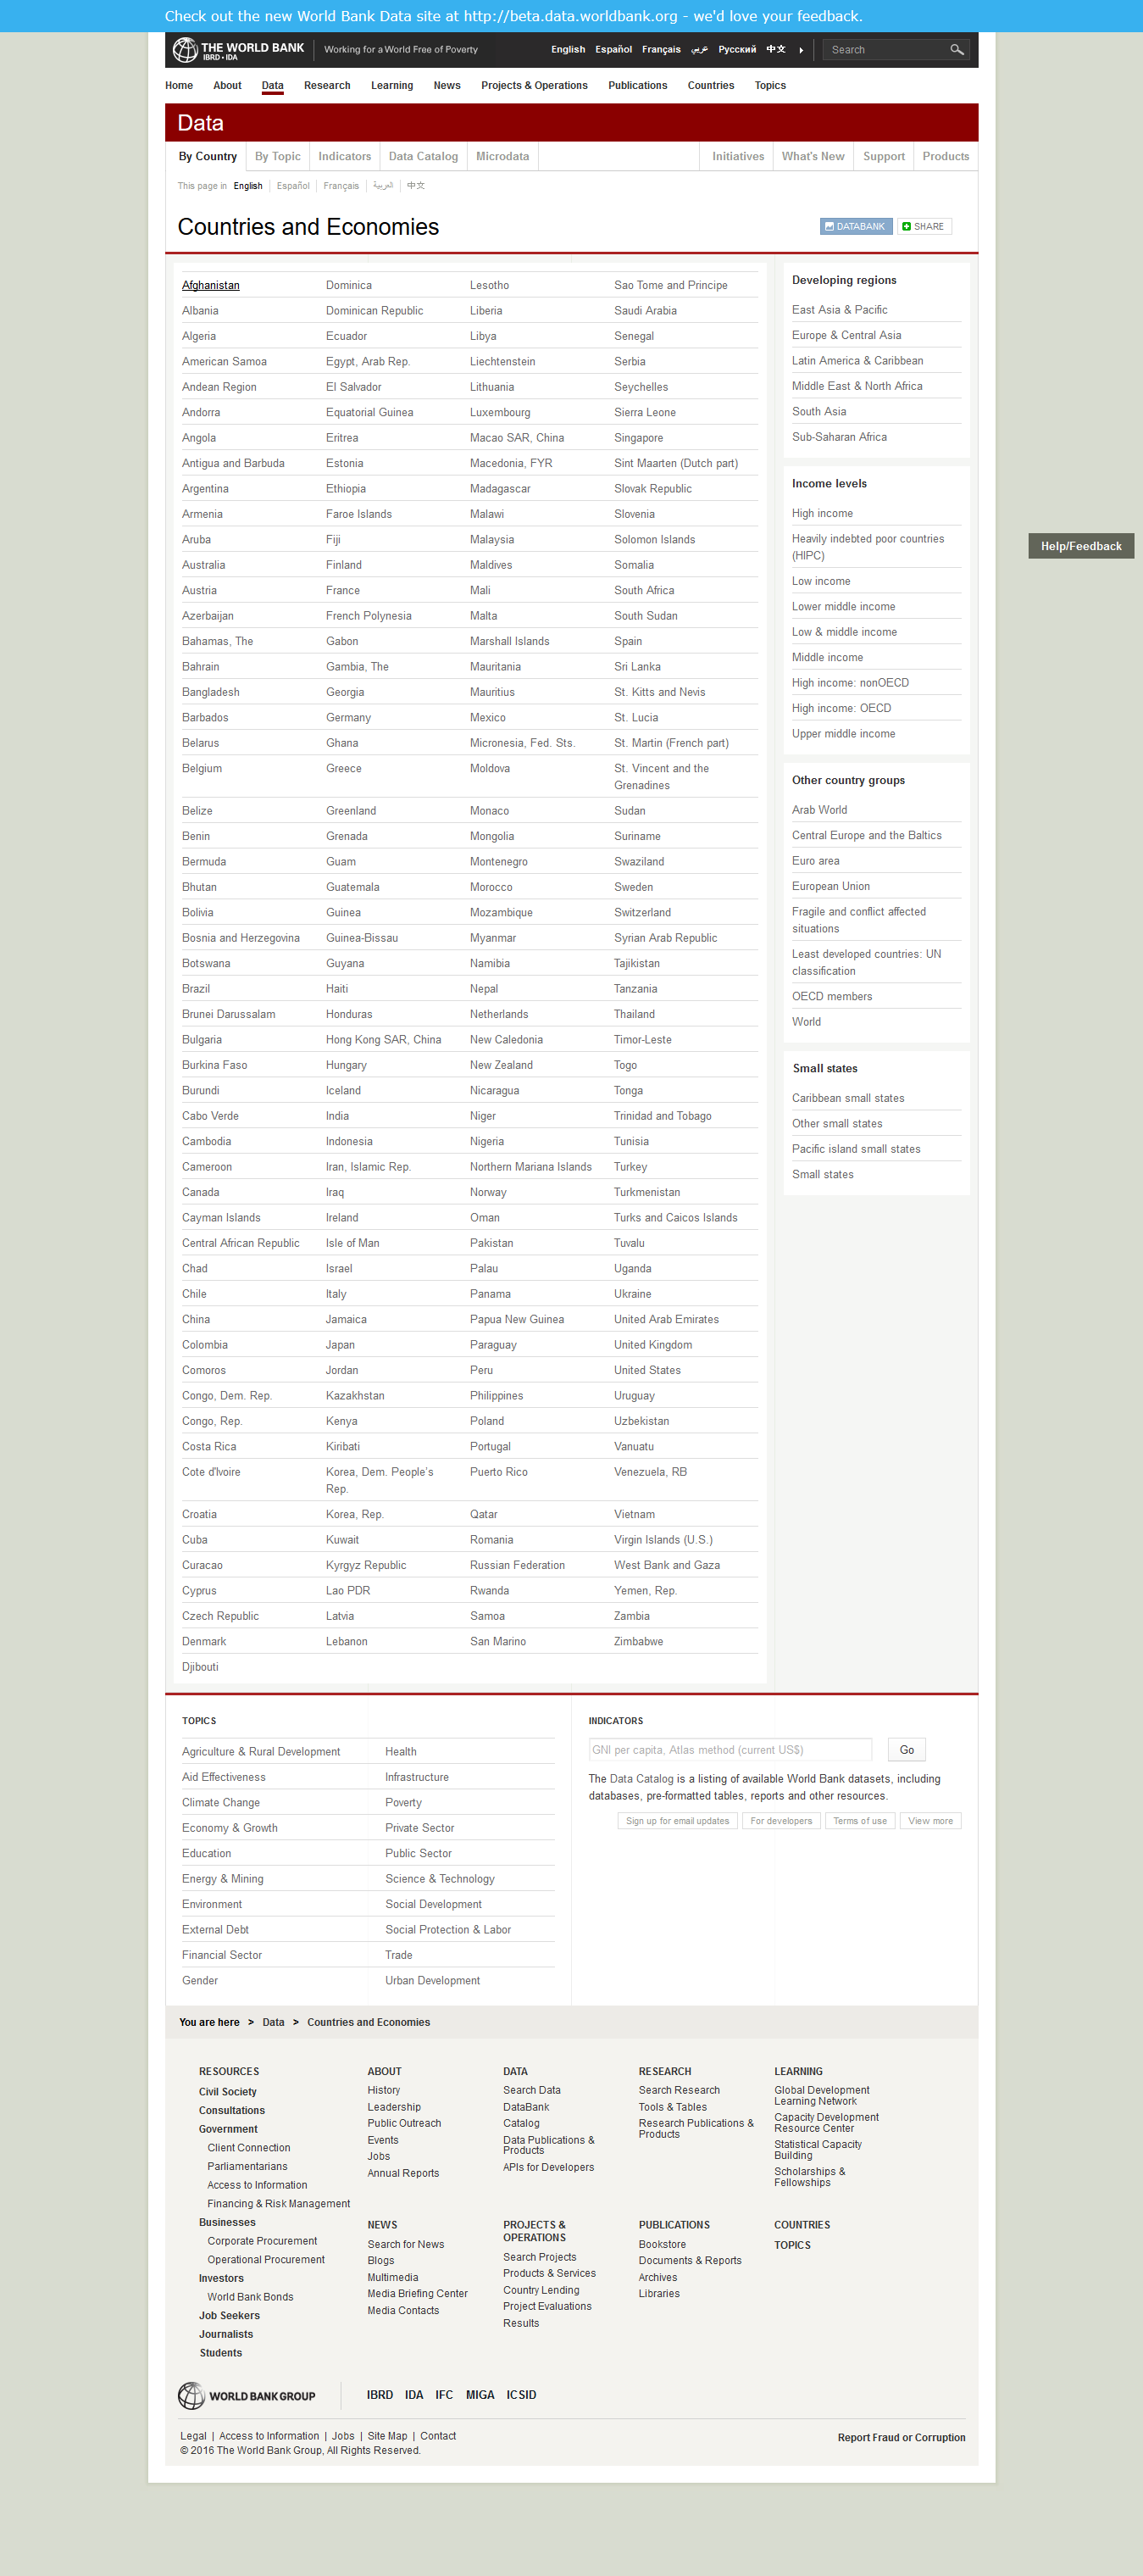 Check out the new World Bank Data site at http://beta.data.worldbank.org - we'd love your feedback.
THE WORLD BANK
IBRD • IDA
Working for a World Free of Poverty
English Español Français عربي Русский 中文
Search
Home About Data Research Learning News Projects & Operations Publications Countries Topics
Data
By Country By Topic Indicators Data Catalog Microdata Initiatives What's New Support Products
This page in English Español Français العربية 中文
Countries and Economies
DATABANK SHARE
Afghanistan Dominica Lesotho Sao Tome and Principe
Albania Dominican Republic Liberia Saudi Arabia
Algeria Ecuador Libya Senegal
American Samoa Egypt, Arab Rep. Liechtenstein Serbia
Andean Region El Salvador Lithuania Seychelles
Andorra Equatorial Guinea Luxembourg Sierra Leone
Angola Eritrea Macao SAR, China Singapore
Antigua and Barbuda Estonia Macedonia, FYR Sint Maarten (Dutch part)
Argentina Ethiopia Madagascar Slovak Republic
Armenia Faroe Islands Malawi Slovenia
Aruba Fiji Malaysia Solomon Islands
Australia Finland Maldives Somalia
Austria France Mali South Africa
Azerbaijan French Polynesia Malta South Sudan
Bahamas, The Gabon Marshall Islands Spain
Bahrain Gambia, The Mauritania Sri Lanka
Bangladesh Georgia Mauritius St. Kitts and Nevis
Barbados Germany Mexico St. Lucia
Belarus Ghana Micronesia, Fed. Sts. St. Martin (French part)
Belgium Greece Moldova St. Vincent and the
Grenadines
Belize Greenland Monaco Sudan
Benin Grenada Mongolia Suriname
Bermuda Guam Montenegro Swaziland
Bhutan Guatemala Morocco Sweden
Bolivia Guinea Mozambique Switzerland
Bosnia and Herzegovina Guinea-Bissau Myanmar Syrian Arab Republic
Botswana Guyana Namibia Tajikistan
Brazil Haiti Nepal Tanzania
Brunei Darussalam Honduras Netherlands Thailand
Bulgaria Hong Kong SAR, China New Caledonia Timor-Leste
Burkina Faso Hungary New Zealand Togo
Burundi Iceland Nicaragua Tonga
Cabo Verde India Niger Trinidad and Tobago
Cambodia Indonesia Nigeria Tunisia
Cameroon Iran, Islamic Rep. Northern Mariana Islands Turkey
Canada Iraq Norway Turkmenistan
Cayman Islands Ireland Oman Turks and Caicos Islands
Central African Republic Isle of Man Pakistan Tuvalu
Chad Israel Palau Uganda
Chile Italy Panama Ukraine
China Jamaica Papua New Guinea United Arab Emirates
Colombia Japan Paraguay United Kingdom
Comoros Jordan Peru United States
Congo, Dem. Rep. Kazakhstan Philippines Uruguay
Congo, Rep. Kenya Poland Uzbekistan
Costa Rica Kiribati Portugal Vanuatu
Cote d'Ivoire Korea, Dem. People's Puerto Rico Venezuela, RB
Rep.
Croatia Korea, Rep. Qatar Vietnam
Cuba Kuwait Romania Virgin Islands (U.S.)
Curacao Kyrgyz Republic Russian Federation West Bank and Gaza
Cyprus Lao PDR Rwanda Yemen, Rep.
Czech Republic Latvia Samoa Zambia
Denmark Lebanon San Marino Zimbabwe
Djibouti
Developing regions
East Asia & Pacific
Europe & Central Asia
Latin America & Caribbean
Middle East & North Africa
South Asia
Sub-Saharan Africa
Income levels
High income
Heavily indebted poor countries
(HIPC)
Low income
Lower middle income
Low & middle income
Middle income
High income: nonOECD
High income: OECD
Upper middle income
Other country groups
Arab World
Central Europe and the Baltics
Euro area
European Union
Fragile and conflict affected
situations
Least developed countries: UN
classification
OECD members
World
Small states
Caribbean small states
Other small states
Pacific island small states
Small states
Help/Feedback
TOPICS
Agriculture & Rural Development Health
Aid Effectiveness Infrastructure
Climate Change Poverty
Economy & Growth Private Sector
Education Public Sector
Energy & Mining Science & Technology
Environment Social Development
External Debt Social Protection & Labor
Financial Sector Trade
Gender Urban Development
INDICATORS
GNI per capita, Atlas method (current US$) Go
The Data Catalog is a listing of available World Bank datasets, including
databases, pre-formatted tables, reports and other resources.
Sign up for email updates For developers Terms of use View more
You are here > Data > Countries and Economies
RESOURCES
Civil Society
Consultations
Government
Client Connection
Parliamentarians
Access to Information
Financing & Risk Management
Businesses
Corporate Procurement
Operational Procurement
Investors
World Bank Bonds
Job Seekers
Journalists
Students
ABOUT
History
Leadership
Public Outreach
Events
Jobs
Annual Reports
DATA
Search Data
DataBank
Catalog
Data Publications &
Products
APIs for Developers
RESEARCH
Search Research
Tools & Tables
Research Publications &
Products
LEARNING
Global Development
Learning Network
Capacity Development
Resource Center
Statistical Capacity
Building
Scholarships &
Fellowships
NEWS
Search for News
Blogs
Multimedia
Media Briefing Center
Media Contacts
PROJECTS &
OPERATIONS
Search Projects
Products & Services
Country Lending
Project Evaluations
Results
PUBLICATIONS
Bookstore
Documents & Reports
Archives
Libraries
COUNTRIES
TOPICS
WORLD BANK GROUP
IBRD IDA IFC MIGA ICSID
Legal | Access to Information | Jobs | Site Map | Contact
© 2016 The World Bank Group, All Rights Reserved.
Report Fraud or Corruption